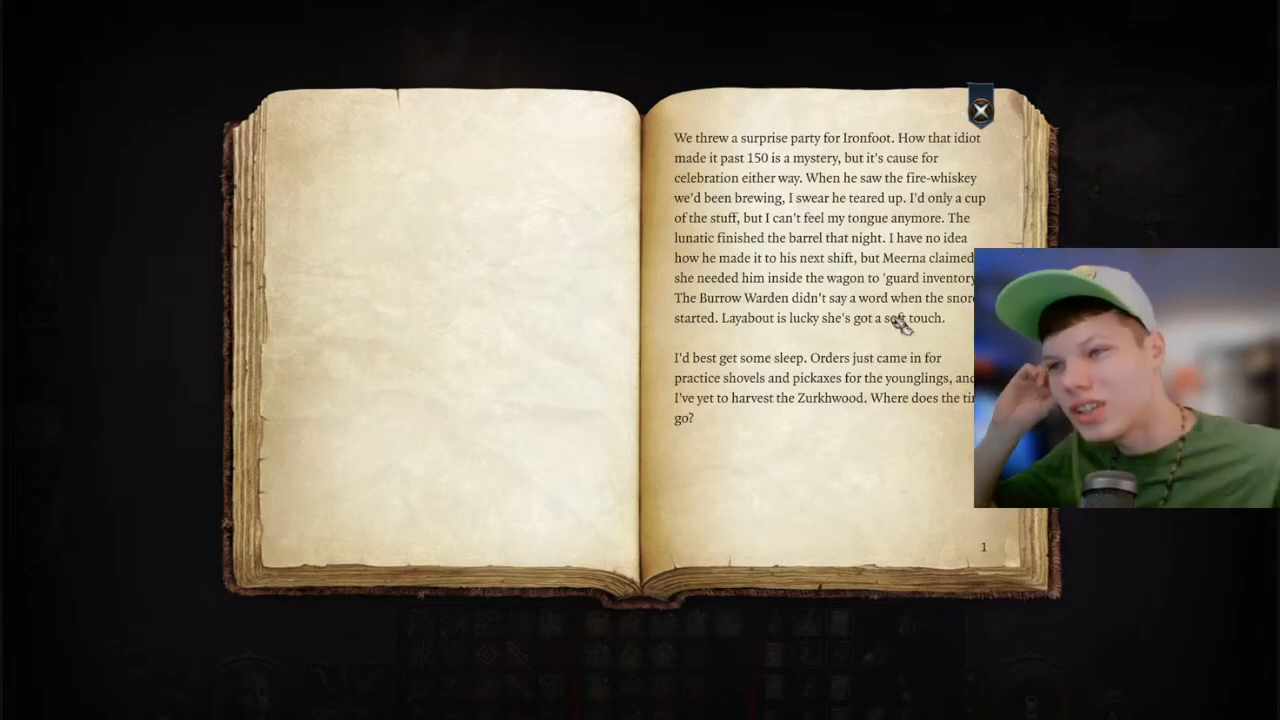 We threw a surprise party for Ironfoot. How that idiot
made it past 150 is a mystery, but it's cause for
celebration either way. When he saw the fire-whiskey
we'd been brewing, I swear he teared up. I'd only a cup
of the stuff, but I can't feel my tongue anymore. The
lunatic finished the barrel that night. I have no idea
how he made it to his next shift, but Meerna claimed
she needed him inside the wagon to 'guard inventory
The Burrow Warden didn't say a word when the
started. Layabout is lucky she's got a soft touch.
I'd best get some sleep. Orders just came in for
practice shovels and pickaxes for the younglings,
I've yet to harvest the Zurkhwood. Where does the
go?
1